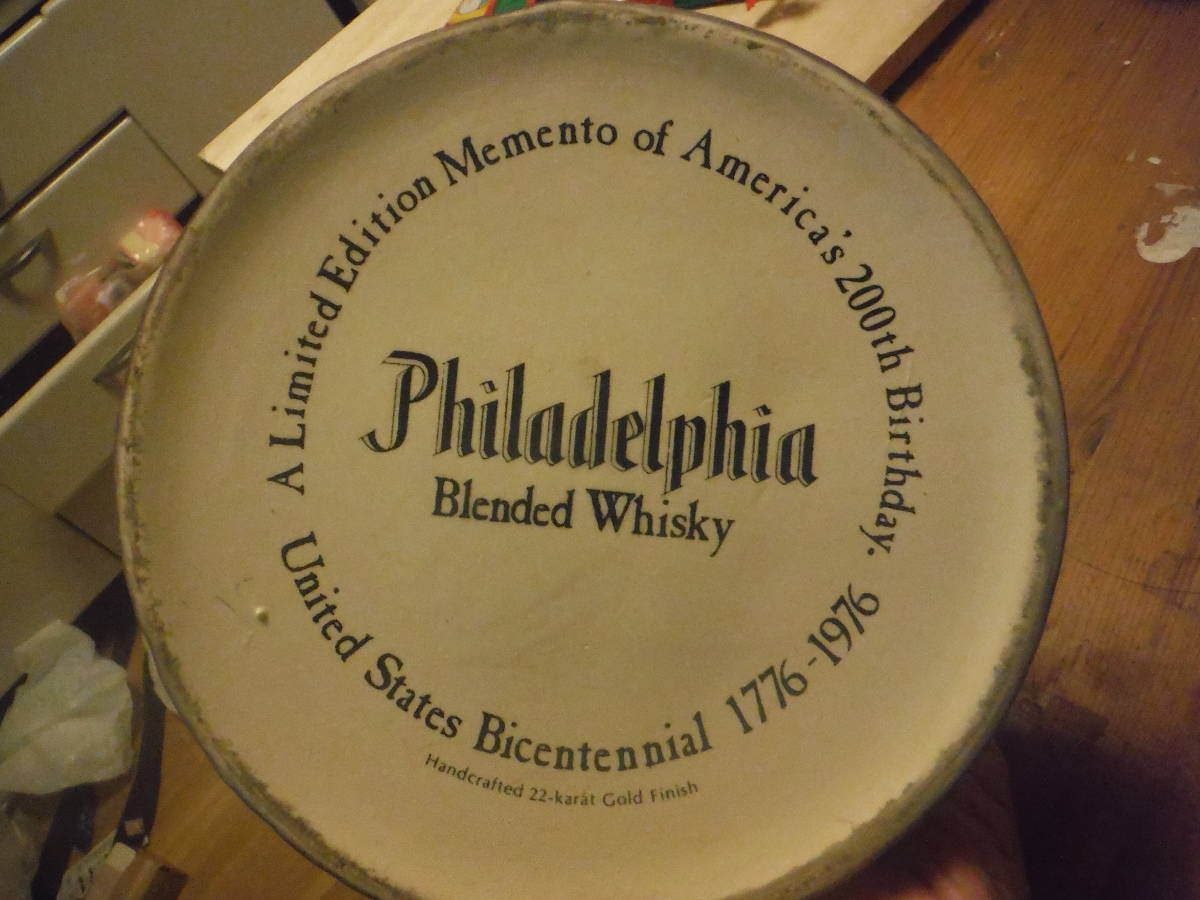 A Limited Edition Memento of America's 200th Birthday.
Philadelphia
Blended Whisky
United States Bicentennial 1776-1976
Handcrafted 22-karat Gold Finish